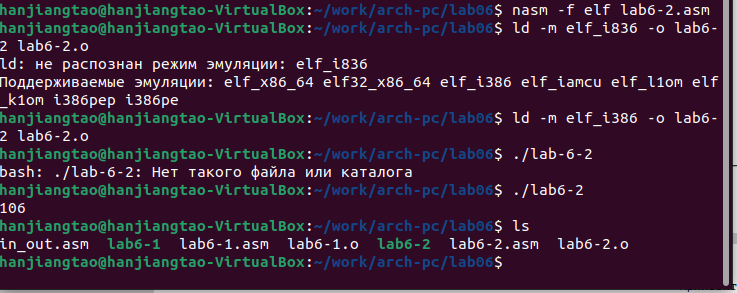 hanjiangtao@hanjiangtao-VirtualBox:~/work/arch-pc/lab06$ nasm -f elf lab6-2.asm
hanjiangtao@hanjiangtao-VirtualBox:~/work/arch-pc/lab06$ ld -m elf_i836 -o lab6-
2 lab6-2.o
ld: не распознан режим эмуляции: elf_i836
Поддерживаемые эмуляции: elf_x86_64 elf32_x86_64 elf_i386 elf_iamcu elf_l1om elf
_k1om i386pep i386pe
hanjiangtao@hanjiangtao-VirtualBox:~/work/arch-pc/lab06$ ld -m elf_i386 -o lab6-
2 lab6-2.o
hanjiangtao@hanjiangtao-VirtualBox:~/work/arch-pc/lab06$ ./lab-6-2
bash: ./lab-6-2: Нет такого файла или каталога
hanjiangtao@hanjiangtao-VirtualBox:~/work/arch-pc/lab06$ ./lab6-2
106
hanjiangtao@hanjiangtao-VirtualBox:~/work/arch-pc/lab06$ ls
in_out.asm lab6-1 lab6-1.asm lab6-1.o lab6-2 lab6-2.asm lab6-2.o
hanjiangtao@hanjiangtao-VirtualBox:~/work/arch-pc/lab06$